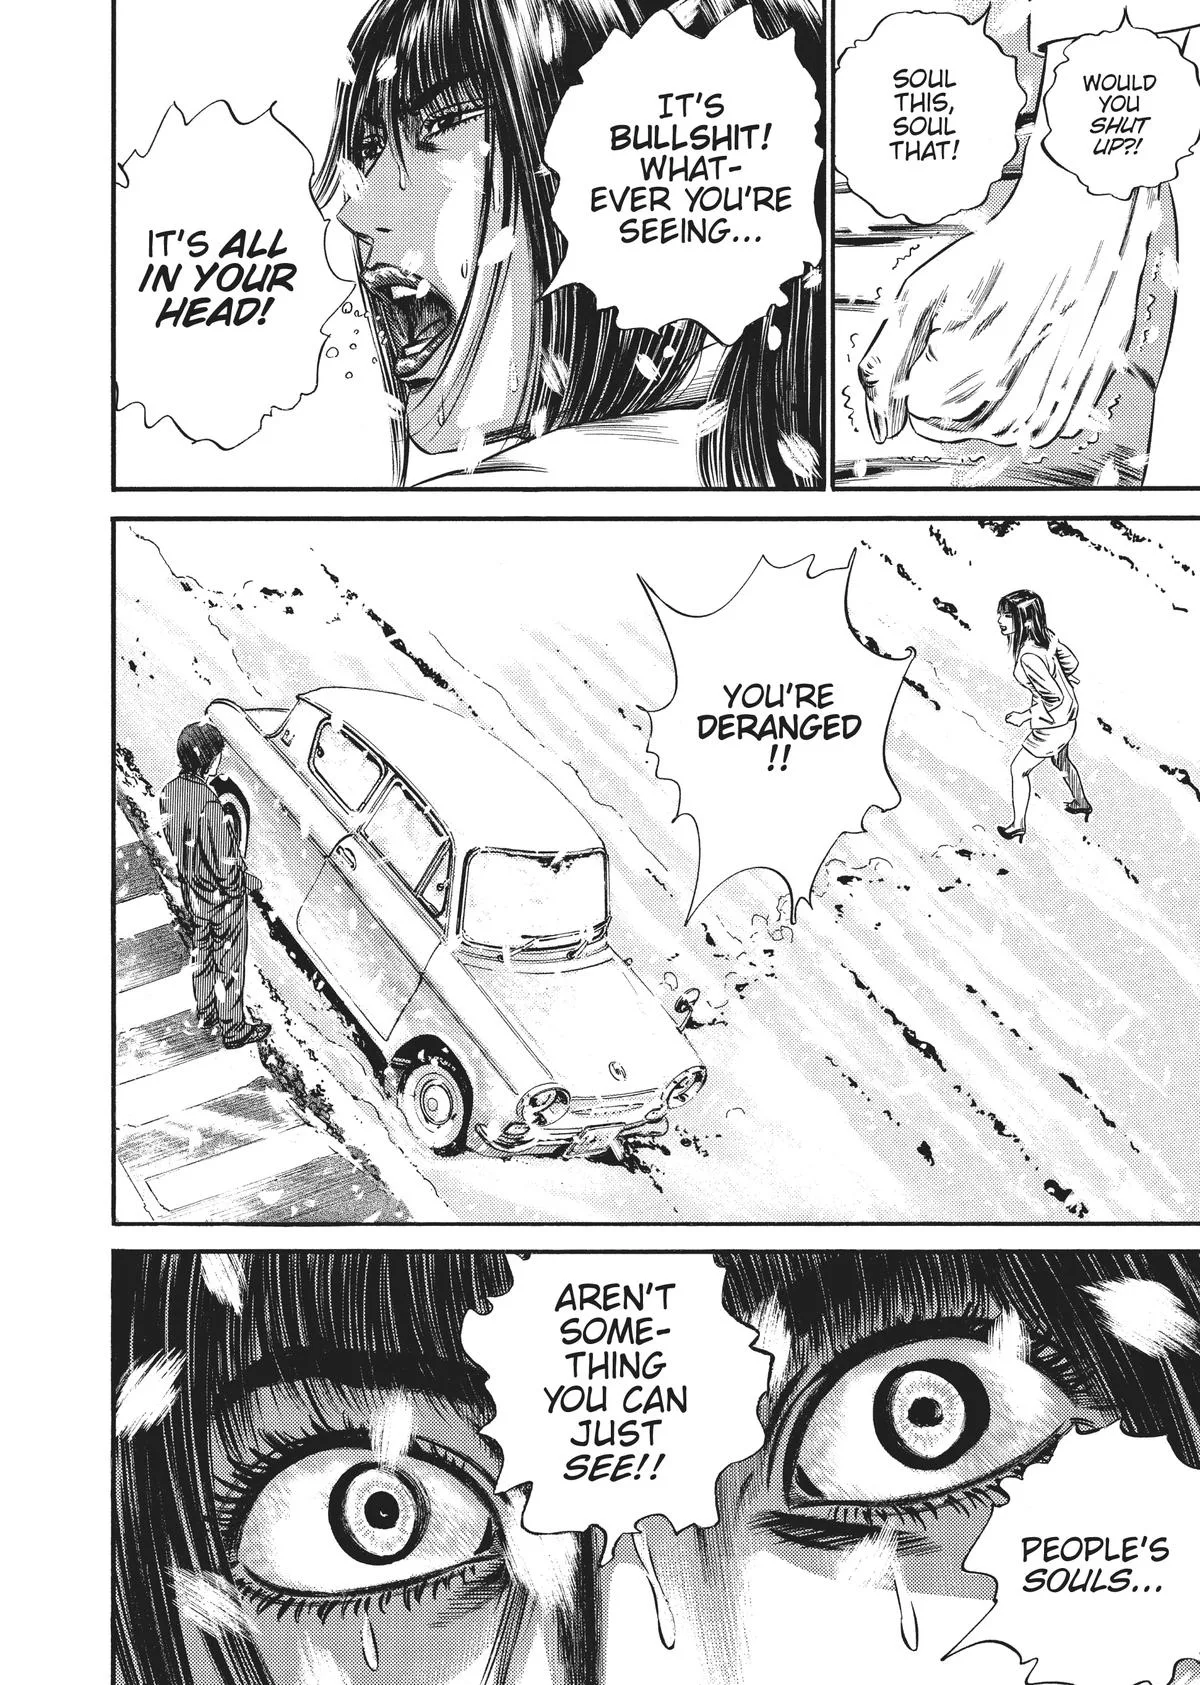 WOULD
YOU
SHUT
UP?!
SOUL
THIS,
SOUL
THAT!
IT'S
BULLSHIT!
WHAT-
EVER YOU'RE
SEEING...
IT'S ALL
IN YOUR
HEAD!
YOU'RE
DERANGED
!!
PEOPLE'S
SOULS...
AREN'T
SOME-
THING
YOU CAN
JUST
SEE!!